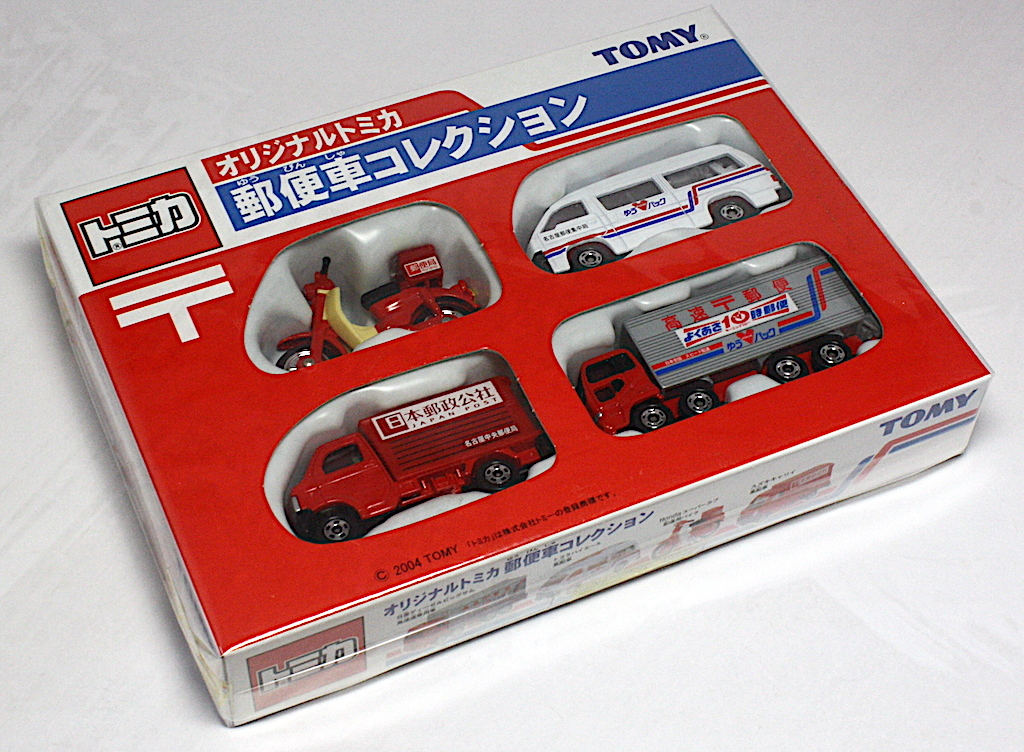 TOMY®
オリジナルトミカ
ゆう びん しゃ
郵便車コレクション
トミカ®
〒
郵便局
ゆうパック
名古屋郵便集中局
高速〒郵便
よくあさ10時郵便
ゆうパック
日本郵政公社
JAPAN POST
名古屋中央郵便局
© 2004 TOMY 「トミカ」は株式会社トミーの登録商標です。
TOMY
オリジナルトミカ 郵便車コレクション
トミカ